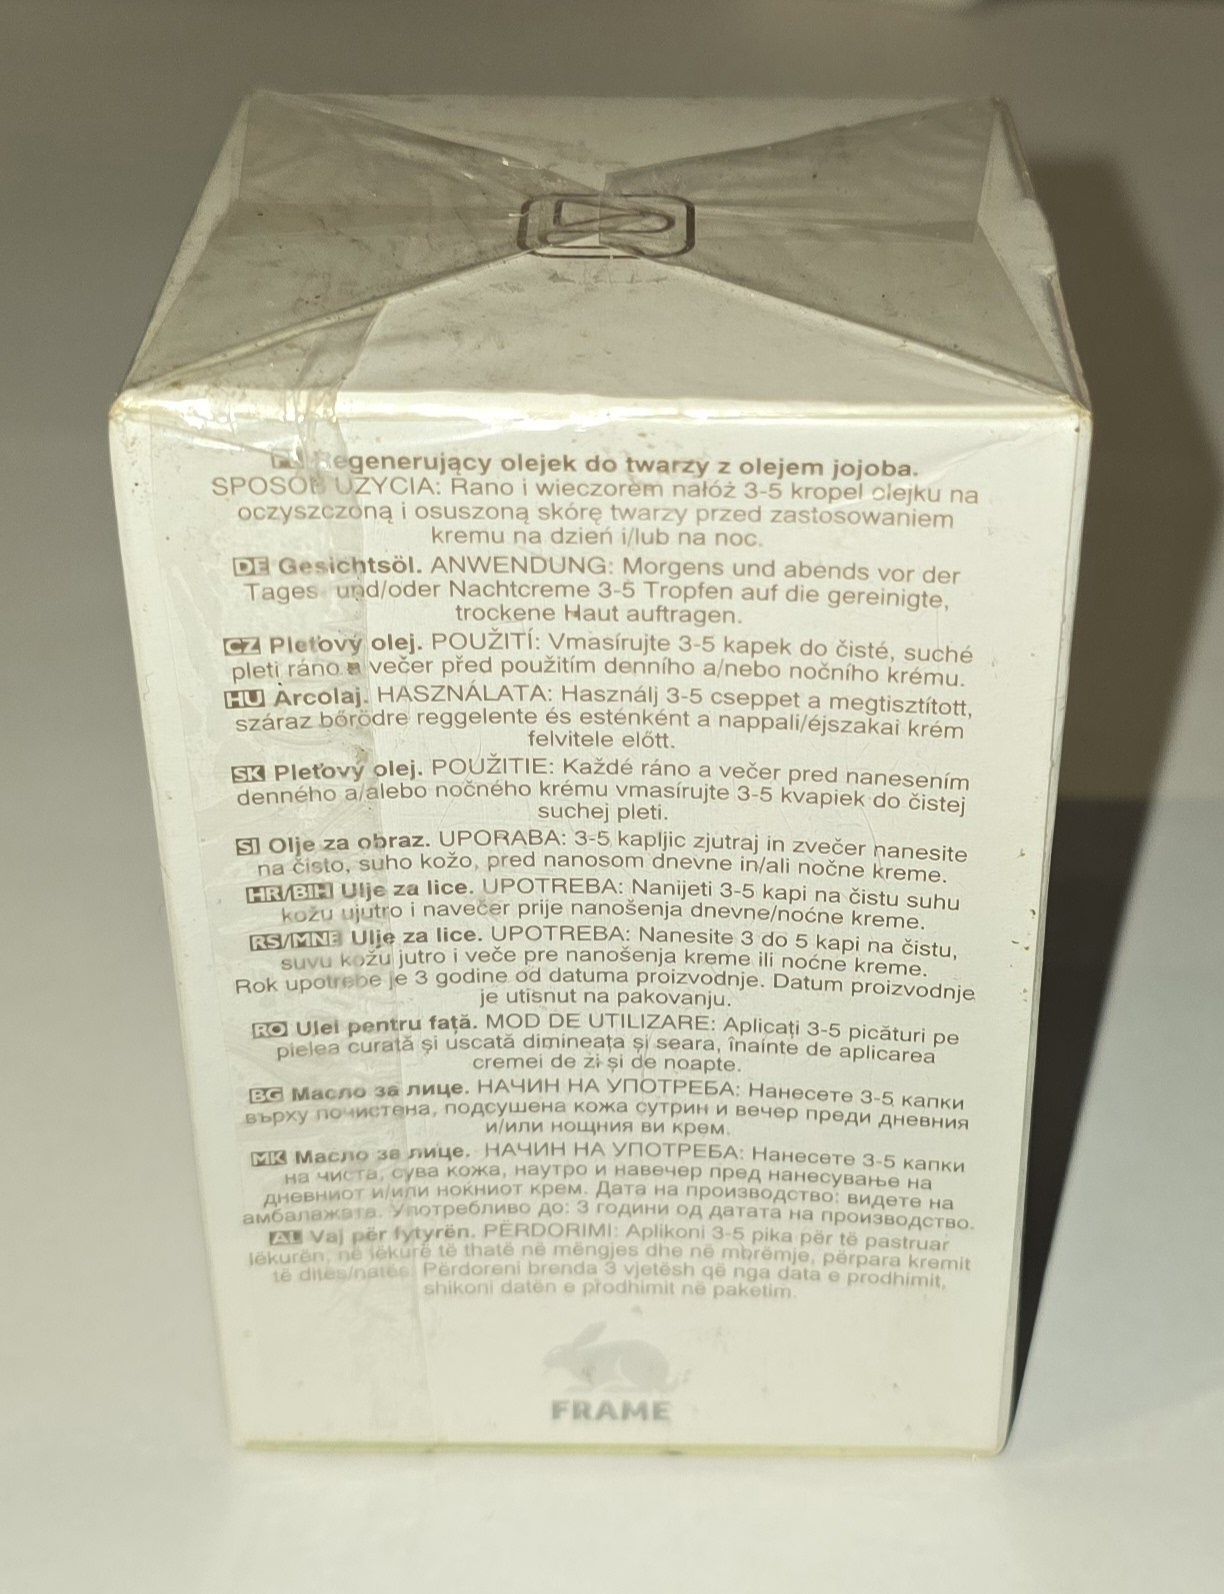 PL Regenerujący olejek do twarzy z olejem jojoba.
SPOSÓB UŻYCIA: Rano i wieczorem nałóż 3-5 kropel olejku na
oczyszczoną i osuszoną skórę twarzy przed zastosowaniem
kremu na dzień i/lub na noc.
DE Gesichtsöl. ANWENDUNG: Morgens und abends vor der
Tages- und/oder Nachtcreme 3-5 Tropfen auf die gereinigte,
trockene Haut auftragen.
CZ Pleťový olej. POUŽITÍ: Vmasírujte 3-5 kapek do čisté, suché
pleti ráno a večer před použitím denního a/nebo nočního krému.
HU Arcolaj. HASZNÁLATA: Használj 3-5 cseppet a megtisztított,
száraz bőrödre reggelente és esténként a nappali/éjszakai krém
felvitele előtt.
SK Pleťový olej. POUŽITIE: Každé ráno a večer pred nanesením
denného a/alebo nočného krému vmasírujte 3-5 kvapiek do čistej
suchej pleti.
SI Olje za obraz. UPORABA: 3-5 kapljic zjutraj in zvečer nanesite
na čisto, suho kožo, pred nanosom dnevne in/ali nočne kreme.
HR/BIH Ulje za lice. UPOTREBA: Nanijeti 3-5 kapi na čistu suhu
kožu ujutro i navečer prije nanošenja dnevne/noćne kreme.
RS/MNE Ulje za lice. UPOTREBA: Nanesite 3 do 5 kapi na čistu,
suvu kožu jutro i veče pre nanošenja kreme ili noćne kreme.
Rok upotrebe je 3 godine od datuma proizvodnje. Datum proizvodnje
je utisnut na pakovanju.
RO Ulei pentru față. MOD DE UTILIZARE: Aplicați 3-5 picături pe
pielea curată și uscată dimineața și seara, înainte de aplicarea
cremei de zi și de noapte.
BG Масло за лице. НАЧИН НА УПОТРЕБА: Нанесете 3-5 капки
върху почистена, подсушена кожа сутрин и вечер преди дневния
и/или нощния ви крем.
MK Масло за лице. НАЧИН НА УПОТРЕБА: Нанесете 3-5 капки
на чиста, сува кожа, наутро и навечер пред нанесување на
дневниот и/или ноќниот крем. Дата на производство: видете на
амбалажата. Употребливо до: 3 години од датата на производство.
AL Vaj për fytyrën. PËRDORIMI: Aplikoni 3-5 pika për të pastruar
lëkurën, në lëkurë të thatë në mëngjes dhe në mbrëmje, përpara kremit
të ditës/natës. Përdoreni brenda 3 vjetësh që nga data e prodhimit,
shikoni datën e prodhimit në paketim.
FRAME